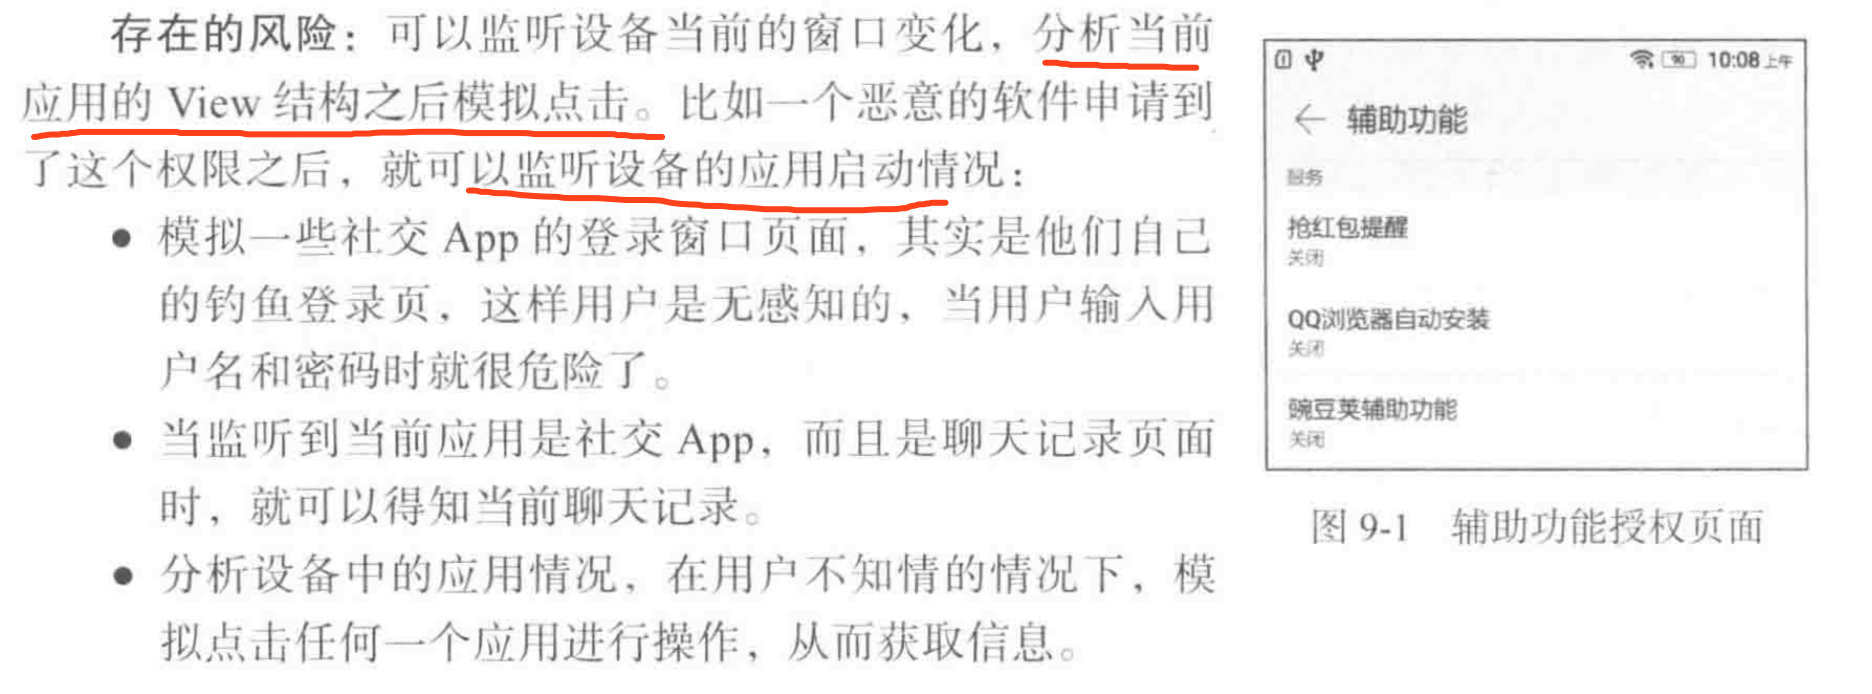 存在的风险：可以监听设备当前的窗口变化，分析当前
应用的 View 结构之后模拟点击。比如一个恶意的软件申请到
了这个权限之后，就可以监听设备的应用启动情况：
● 模拟一些社交 App 的登录窗口页面，其实是他们自己
的钓鱼登录页，这样用户是无感知的，当用户输入用
户名和密码时就很危险了。
● 当监听到当前应用是社交 App，而且是聊天记录页面
时，就可以得知当前聊天记录。
● 分析设备中的应用情况，在用户不知情的情况下，模
拟点击任何一个应用进行操作，从而获取信息。
10:08 上午
← 辅助功能
服务
抢红包提醒
关闭
QQ浏览器自动安装
关闭
豌豆荚辅助功能
关闭
图 9-1 辅助功能授权页面